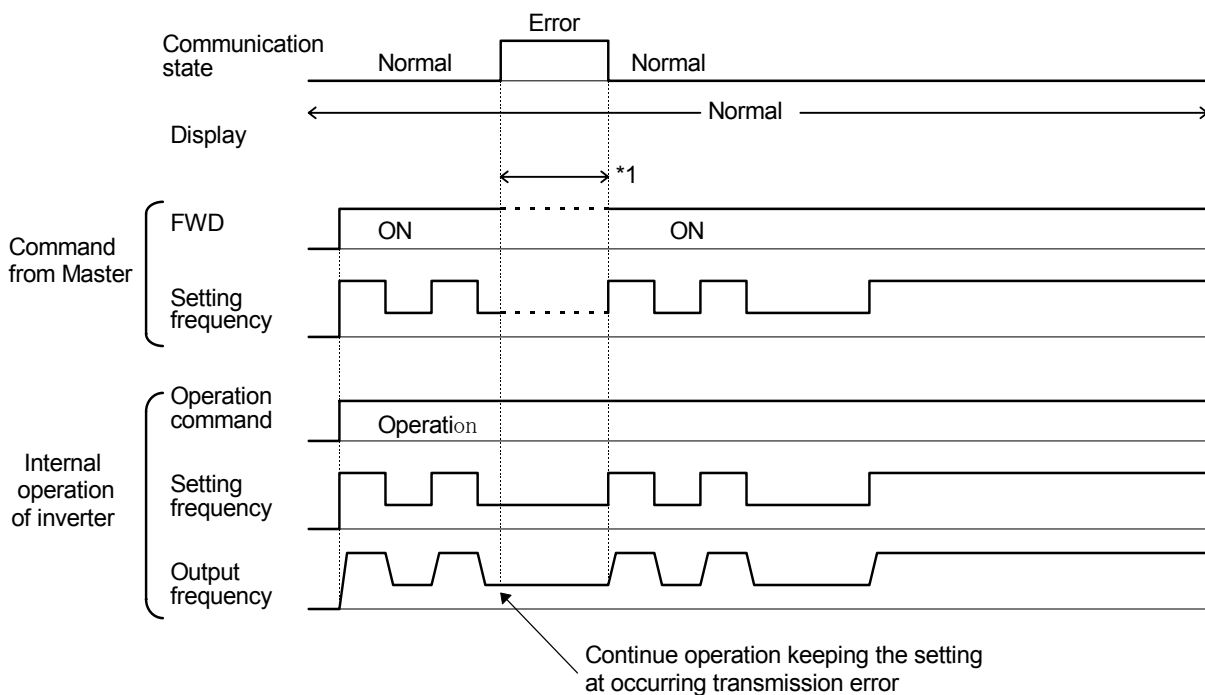 Error
Communication
state
Normal
Normal
Normal
Display
*1
Command
from Master
FWD
ON
ON
Setting
frequency
Internal
operation
of inverter
Operation
command
Operation
Setting
frequency
Output
frequency
Continue operation keeping the setting
at occurring transmission error